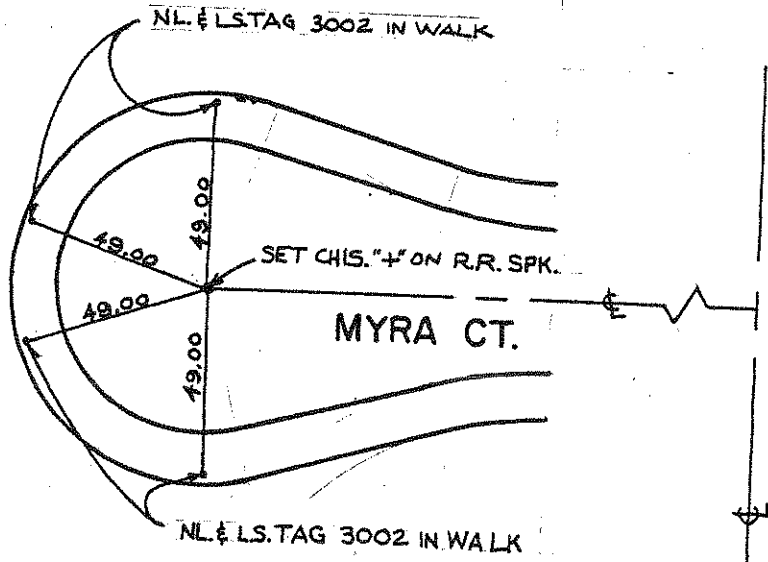 NL. & LS.TAG 3002 IN WALK
49.00
49.00
SET CHIS. "+" ON R.R. SPK.
49.00
℄
MYRA CT.
49.00
℄
NL. & LS. TAG 3002 IN WALK